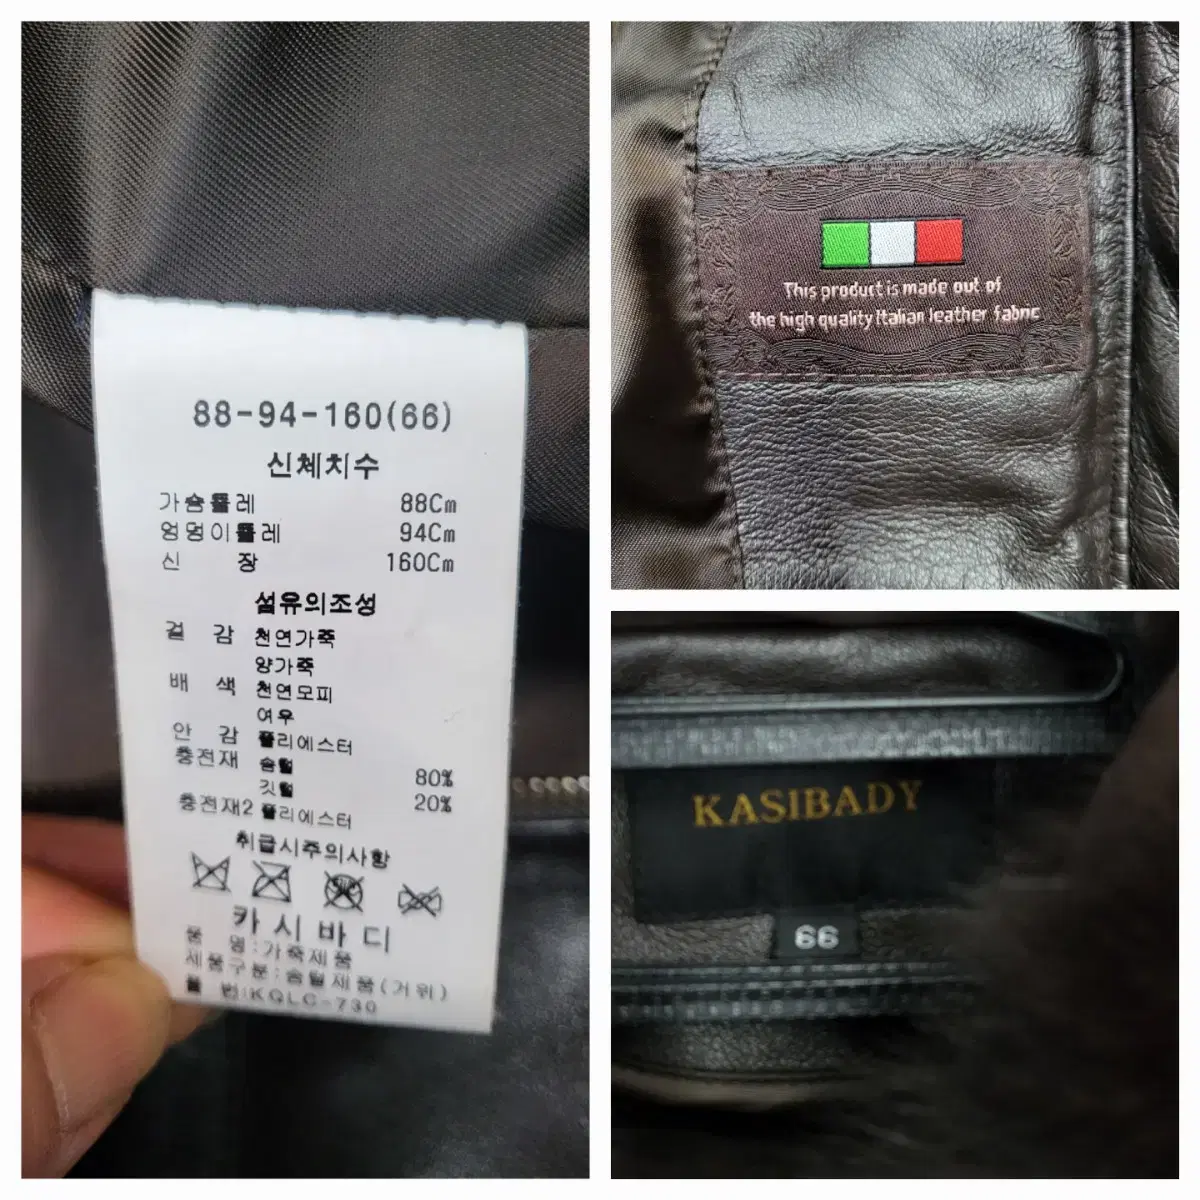 88-94-160(66)
신체치수
가슴둘레 88Cm
엉덩이둘레 94Cm
신 장 160Cm
섬유의조성
겉 감 천연가죽
양가죽
배 색 천연모피
여우
안 감 폴리에스터
충전재 솜털 80%
깃털 20%
충전재2 폴리에스터
취급시주의사항
카시바디
품 명:가죽제품
제품구분:솜털제품(거위)
품 번:KQLC-730
This product is made out of
the high quality Italian leather fabric
KASIBADY
66